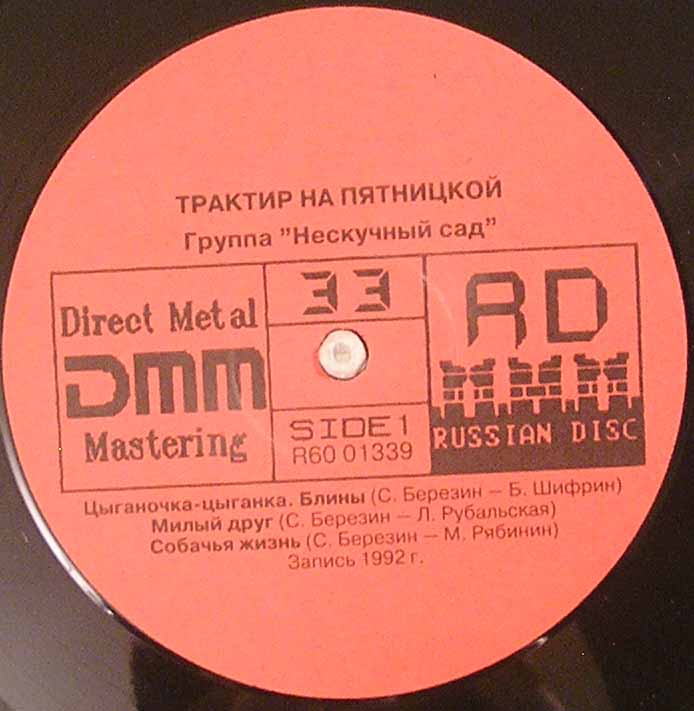 ТРАКТИР НА ПЯТНИЦКОЙ
Группа "Нескучный сад"
Direct Metal
DMM
Mastering
33
SIDE 1
R60 01339
RD
RUSSIAN DISC
Цыганочка-цыганка. Блины (С. Березин – Б. Шифрин)
Милый друг (С. Березин – Л. Рубальская)
Собачья жизнь (С. Березин – М. Рябинин)
Запись 1992 г.